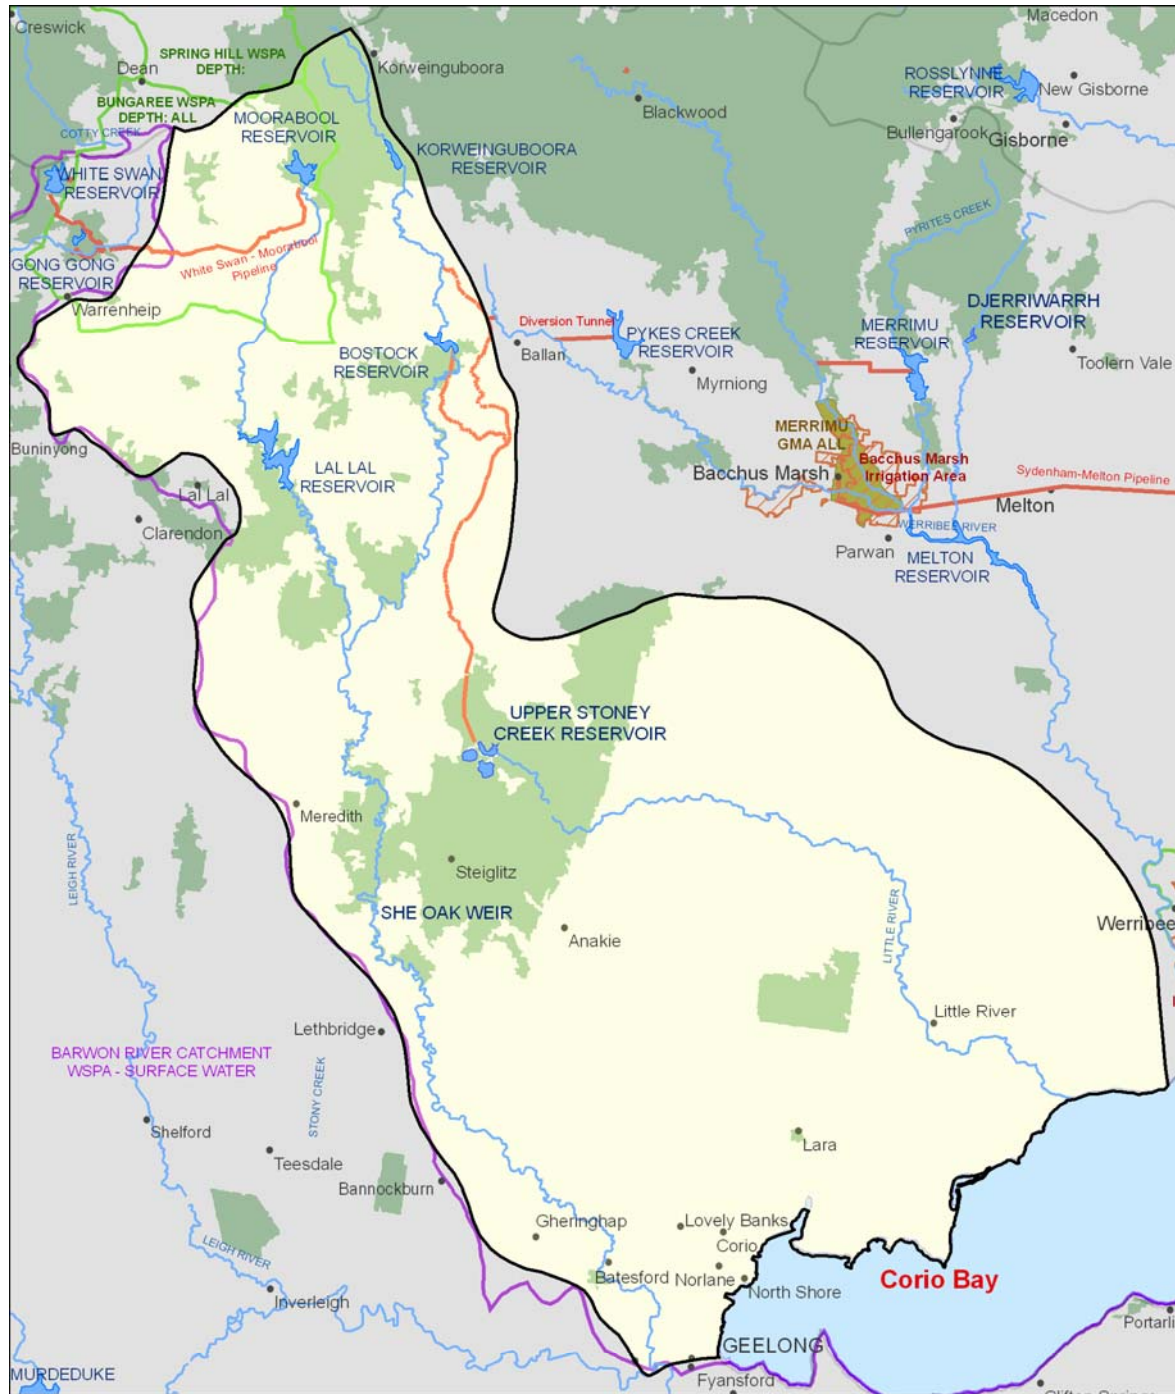 Creswick
Macedon
SPRING HILL WSPA
DEPTH:
Dean
Korweinguboora
ROSSLYNNE
RESERVOIR
New Gisborne
BUNGAREE WSPA
DEPTH: ALL
Blackwood
MOORABOOL
RESERVOIR
Bullengarook
Gisborne
COTTY CREEK
KORWEINGUBOORA
RESERVOIR
WHITE SWAN
RESERVOIR
PYRITES CREEK
White Swan - Moorabool
Pipeline
GONG GONG
RESERVOIR
Warrenheip
DJERRIWARRH
RESERVOIR
Diversion Tunnel
MERRIMU
RESERVOIR
PYKES CREEK
RESERVOIR
Ballan
BOSTOCK
RESERVOIR
Toolern Vale
Myrniong
MERRIMU
GMA ALL
Buninyong
Bacchus Marsh
Irrigation Area
Bacchus Marsh
LAL LAL
RESERVOIR
Sydenham-Melton Pipeline
Lal Lal
Melton
Clarendon
WERRIBEE RIVER
Parwan
MELTON
RESERVOIR
UPPER STONEY
CREEK RESERVOIR
Meredith
LEIGH RIVER
Steiglitz
SHE OAK WEIR
Werribee
Anakie
LITTLE RIVER
Little River
Lethbridge
BARWON RIVER CATCHMENT
WSPA - SURFACE WATER
STONY CREEK
Shelford
Lara
Teesdale
Bannockburn
Gheringhap
Lovely Banks
Corio
LEIGH RIVER
Batesford
Norlane
North Shore
Corio Bay
Inverleigh
Portarli
GEELONG
MURDEDUKE
Fyansford